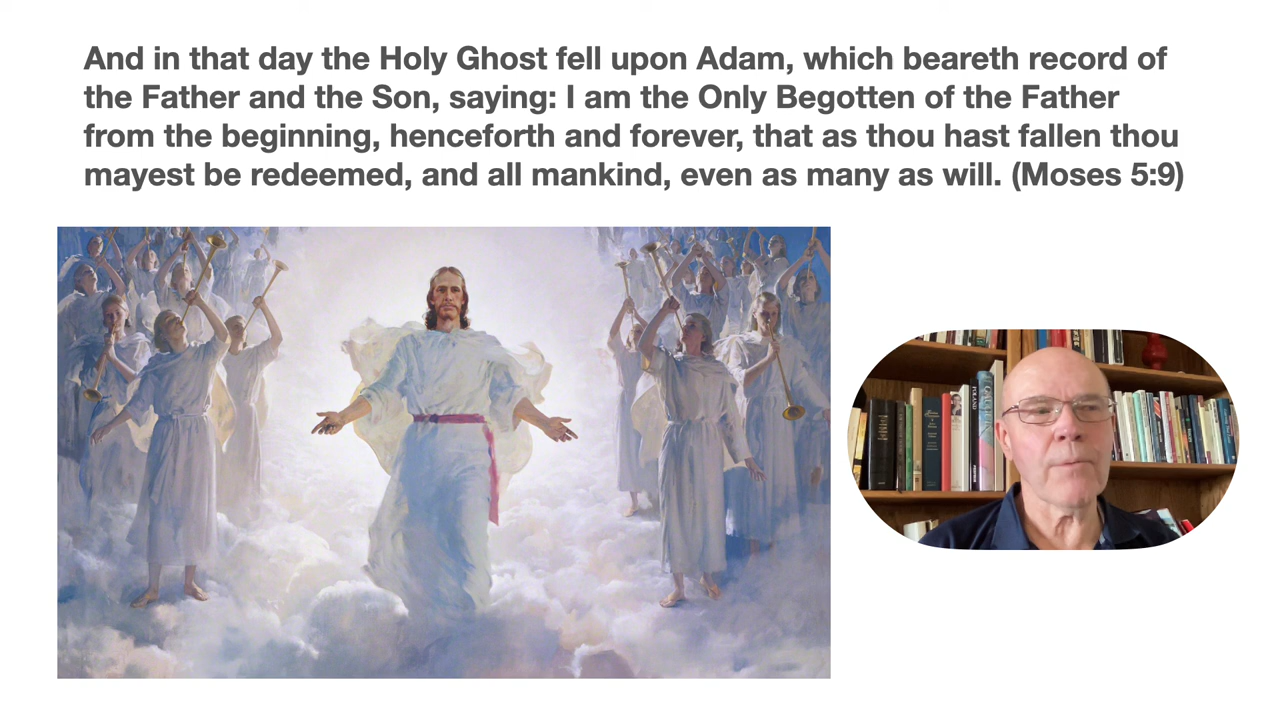 And in that day the Holy Ghost fell upon Adam, which beareth record of
the Father and the Son, saying: I am the Only Begotten of the Father
from the beginning, henceforth and forever, that as thou hast fallen thou
mayest be redeemed, and all mankind, even as many as will. (Moses 5:9)
POLAND